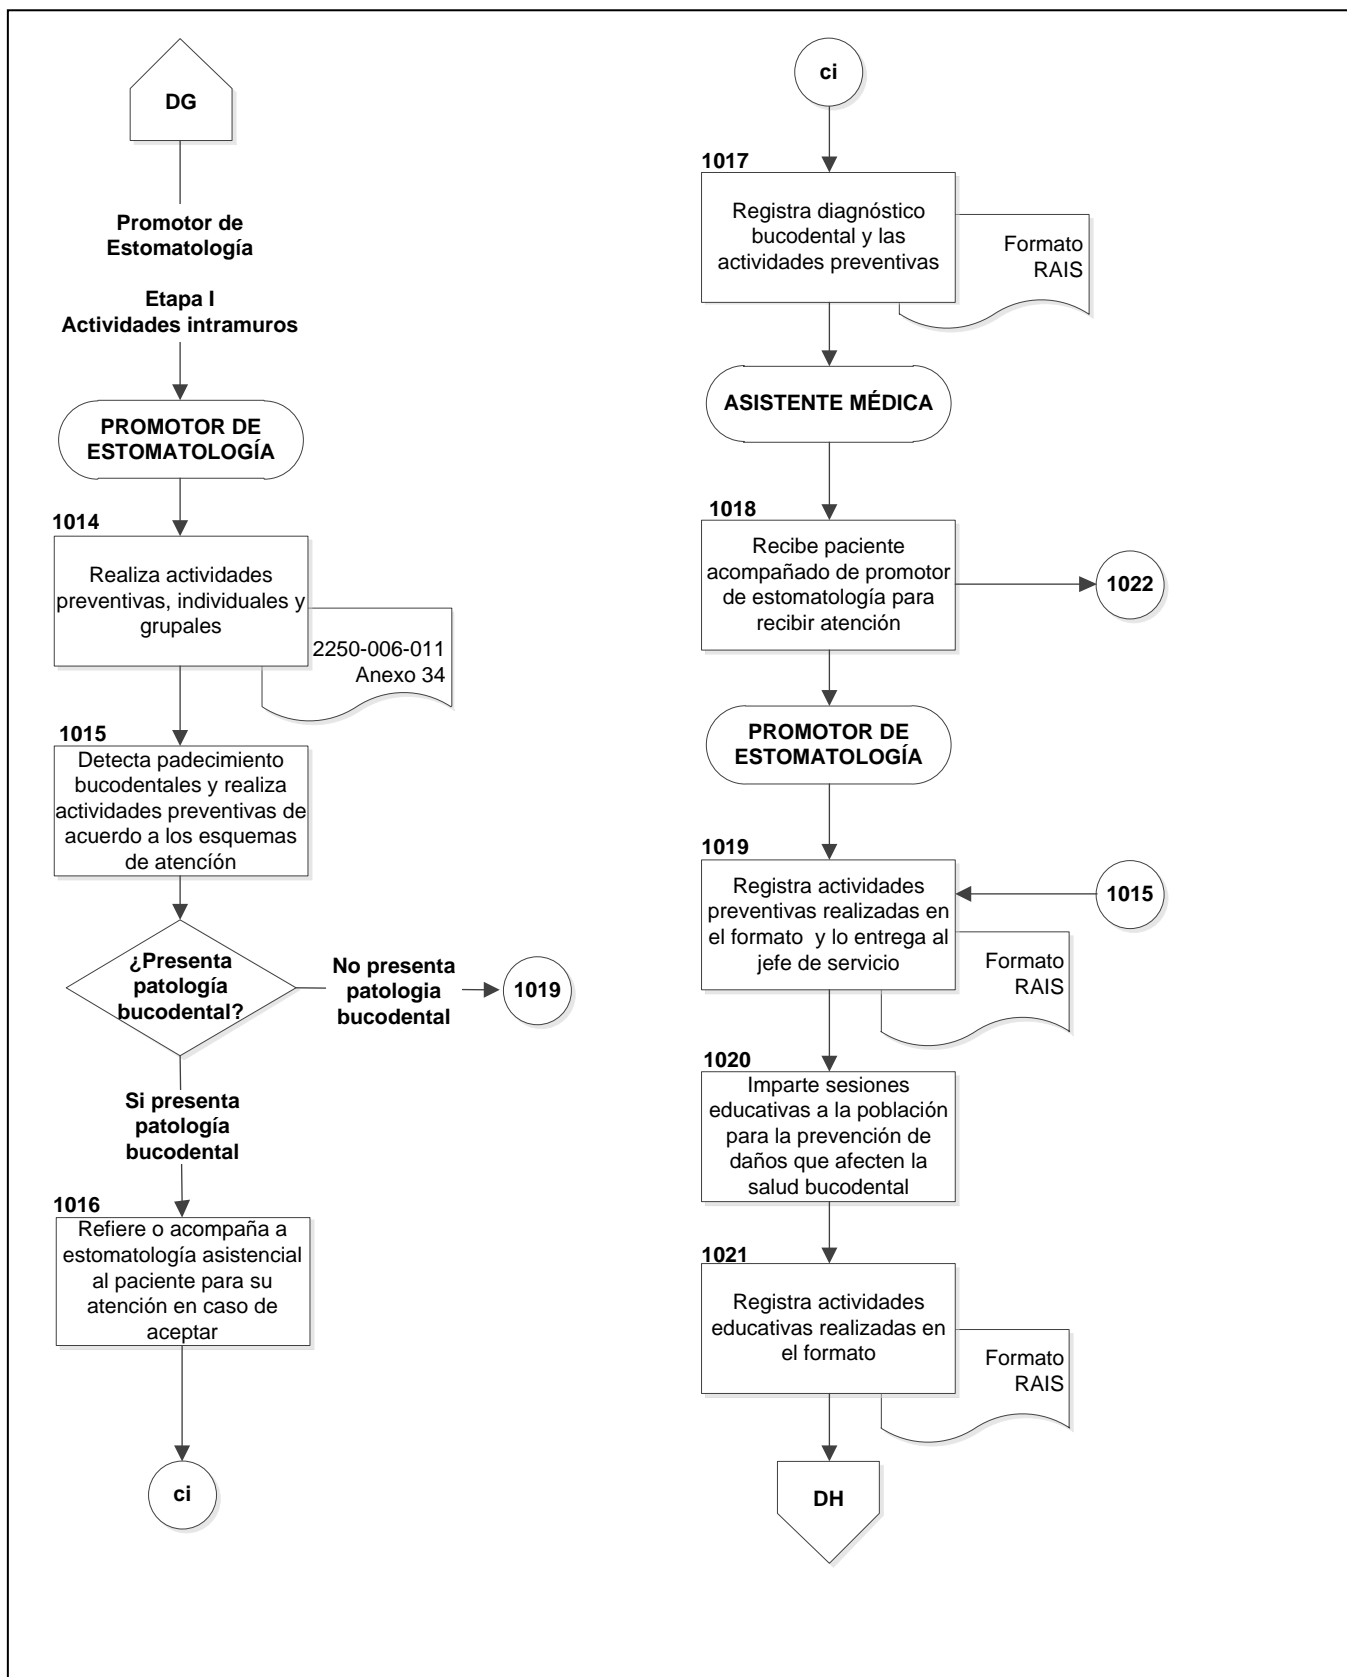 DG
Promotor de
Estomatología
Etapa I
Actividades intramuros
PROMOTOR DE
ESTOMATOLOGÍA
1014
Realiza actividades
preventivas, individuales y
grupales
2250-006-011
Anexo 34
1015
Detecta padecimiento
bucodentales y realiza
actividades preventivas de
acuerdo a los esquemas
de atencíón
¿Presenta
patología
bucodental?
No presenta
patologia
bucodental
1019
Si presenta
patología
bucodental
1016
Refiere o acompaña a
estomatología asistencial
al paciente para su
atención en caso de
aceptar
ci
ci
1017
Registra diagnóstico
bucodental y las
actividades preventivas
Formato
RAIS
ASISTENTE MÉDICA
1018
Recibe paciente
acompañado de promotor
de estomatología para
recibir atención
1022
PROMOTOR DE
ESTOMATOLOGÍA
1019
Registra actividades
preventivas realizadas en
el formato  y lo entrega al
jefe de servicio
1015
Formato
RAIS
1020
Imparte sesiones
educativas a la población
para la prevención de
daños que afecten la
salud bucodental
1021
Registra actividades
educativas realizadas en
el formato
Formato
RAIS
DH